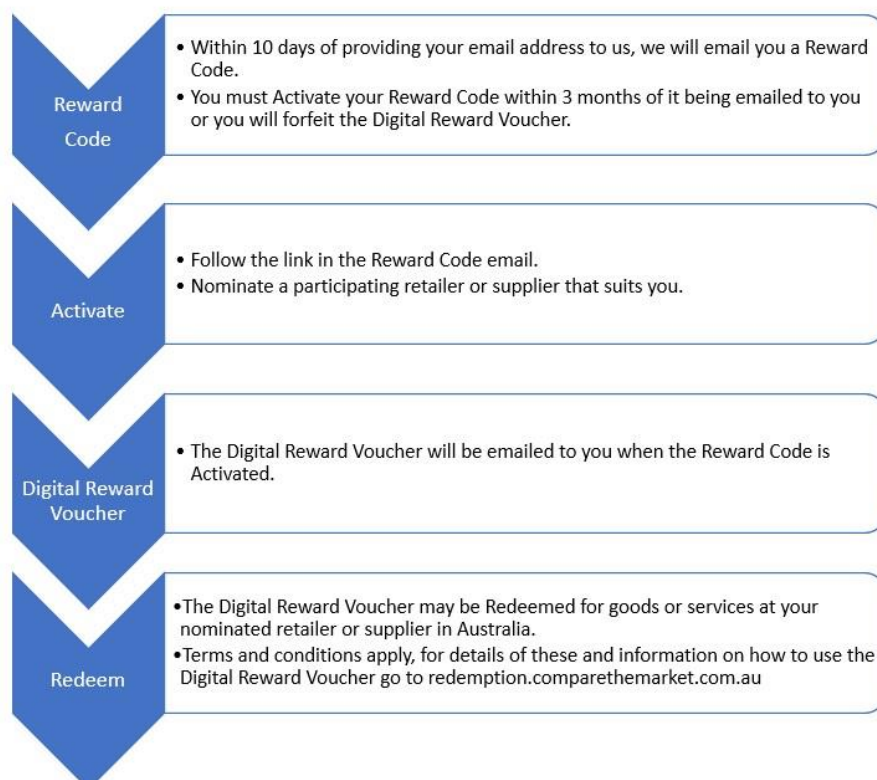 Reward
Code
• Within 10 days of providing your email address to us, we will email you a Reward
Code.
• You must Activate your Reward Code within 3 months of it being emailed to you
or you will forfeit the Digital Reward Voucher.
Activate
• Follow the link in the Reward Code email.
• Nominate a participating retailer or supplier that suits you.
Digital Reward
Voucher
• The Digital Reward Voucher will be emailed to you when the Reward Code is
Activated.
Redeem
•The Digital Reward Voucher may be Redeemed for goods or services at your
nominated retailer or supplier in Australia.
•Terms and conditions apply, for details of these and information on how to use the
Digital Reward Voucher go to redemption.comparethemarket.com.au